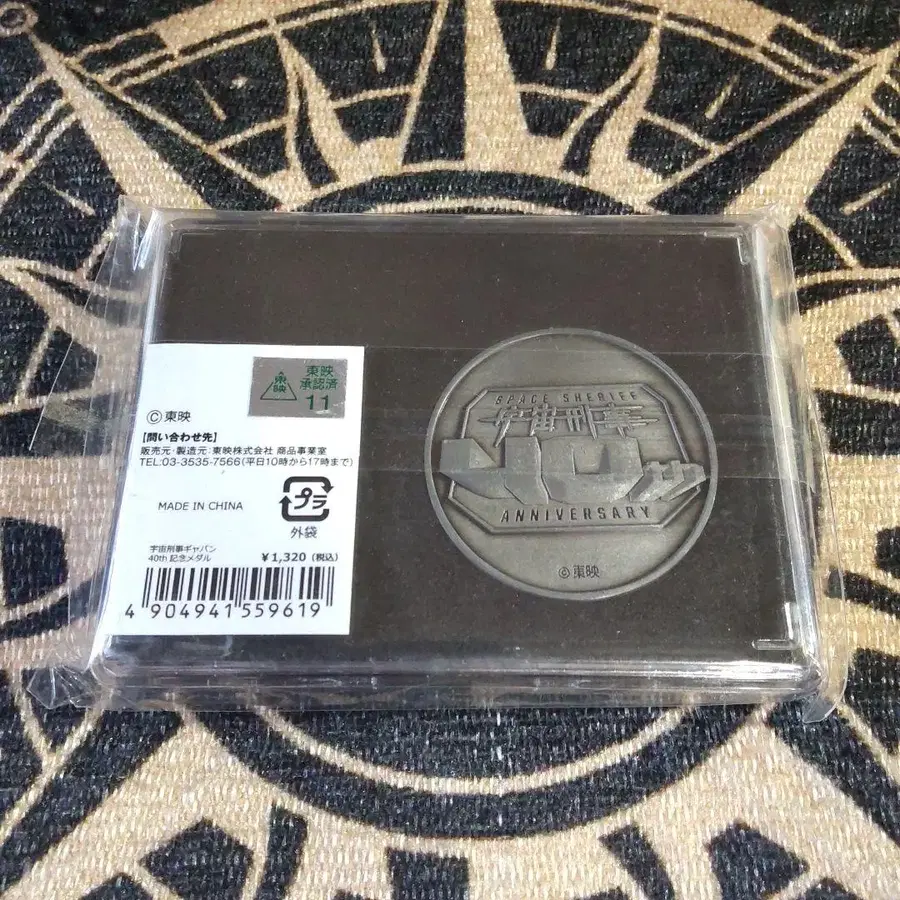 東映
東映
承認済
11
©東映
【問い合わせ先】
販売元・製造元:東映株式会社 商品事業室
TEL:03-3535-7566(平日10時から17時まで)
MADE IN CHINA
プラ
外袋
宇宙刑事ギャバン
40th 記念メダル
¥1,320 (税込)
4 904941 559619
SPACE SHERIFF
宇宙刑事
40th
ANNIVERSARY
©東映